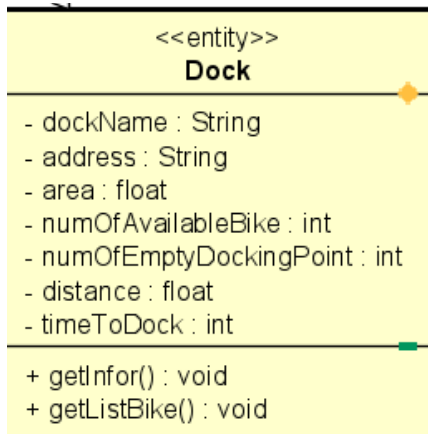 <<entity>>
Dock
- dockName : String
- address : String
- area : float
- numOfAvailableBike : int
- numOfEmptyDockingPoint : int
- distance : float
- timeToDock : int
+ getInfor() : void
+ getListBike() : void